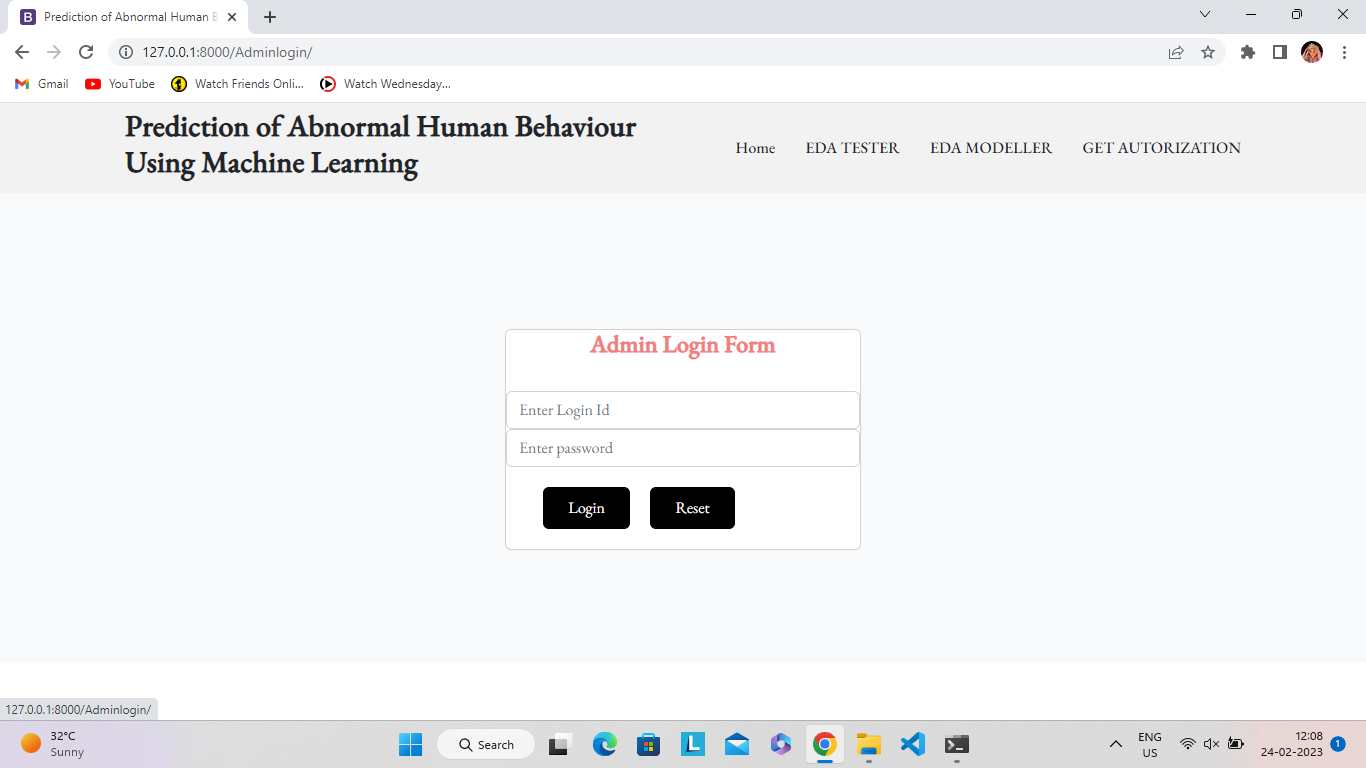 Prediction of Abnormal Human B
127.0.0.1:8000/Adminlogin/
Gmail YouTube Watch Friends Onli... Watch Wednesday...
Prediction of Abnormal Human Behaviour
Using Machine Learning
Home EDA TESTER EDA MODELLER GET AUTORIZATION
Admin Login Form
Enter Login Id
Enter password
Login Reset
127.0.0.1:8000/Adminlogin/
32°C
Sunny
Search
ENG
US
12:08
24-02-2023
1